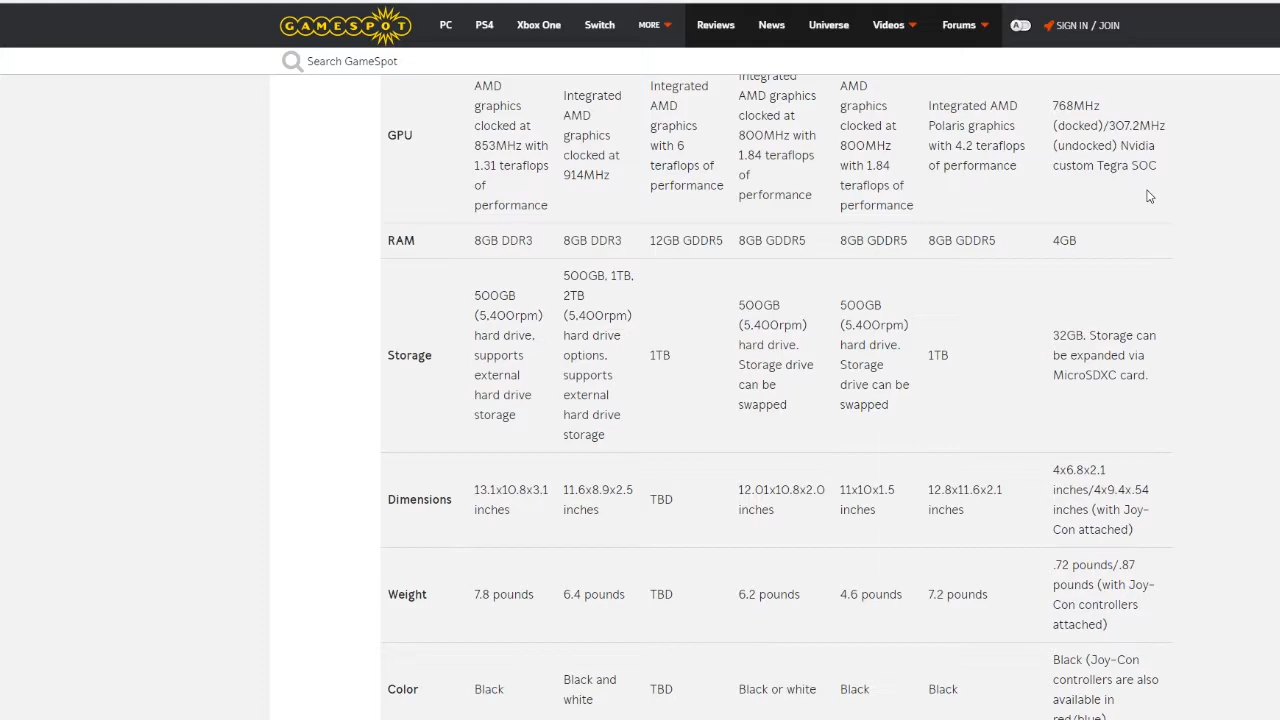 GAMESPOT
PC
PS4
Xbox One
Switch
MORE
Reviews
News
Universe
Videos
Forums
SIGN IN / JOIN
Search GameSpot
GPU
AMD
graphics
clocked at
853MHz with
1.31 teraflops
of
performance
Integrated
AMD
graphics
clocked at
914MHz
Integrated
AMD
graphics
with 6
teraflops of
performance
Integrated
AMD graphics
clocked at
800MHz with
1.84 teraflops
of
performance
AMD
graphics
clocked at
800MHz
with 1.84
teraflops of
performance
Integrated AMD
Polaris graphics
with 4.2 teraflops
of performance
768MHz
(docked)/307.2MHz
(undocked) Nvidia
custom Tegra SOC
RAM
8GB DDR3
8GB DDR3
12GB GDDR5
8GB GDDR5
8GB GDDR5
8GB GDDR5
4GB
Storage
500GB
(5,400rpm)
hard drive,
supports
external
hard drive
storage
500GB, 1TB,
2TB
(5,400rpm)
hard drive
options,
supports
external
hard drive
storage
1TB
500GB
(5,400rpm)
hard drive.
Storage drive
can be
swapped
500GB
(5,400rpm)
hard drive.
Storage
drive can be
swapped
1TB
32GB, Storage can
be expanded via
MicroSDXC card.
Dimensions
13.1x10.8x3.1
inches
11.6x8.9x2.5
inches
TBD
12.01x10.8x2.0
inches
11x10x1.5
inches
12.8x11.6x2.1
inches
4x6.8x2.1
inches/4x9.4x.54
inches (with Joy-
Con attached)
Weight
7.8 pounds
6.4 pounds
TBD
6.2 pounds
4.6 pounds
7.2 pounds
.72 pounds/.87
pounds (with Joy-
Con controllers
attached)
Color
Black
Black and
white
TBD
Black or white
Black
Black
Black (Joy-Con
controllers are also
available in
red/blue)